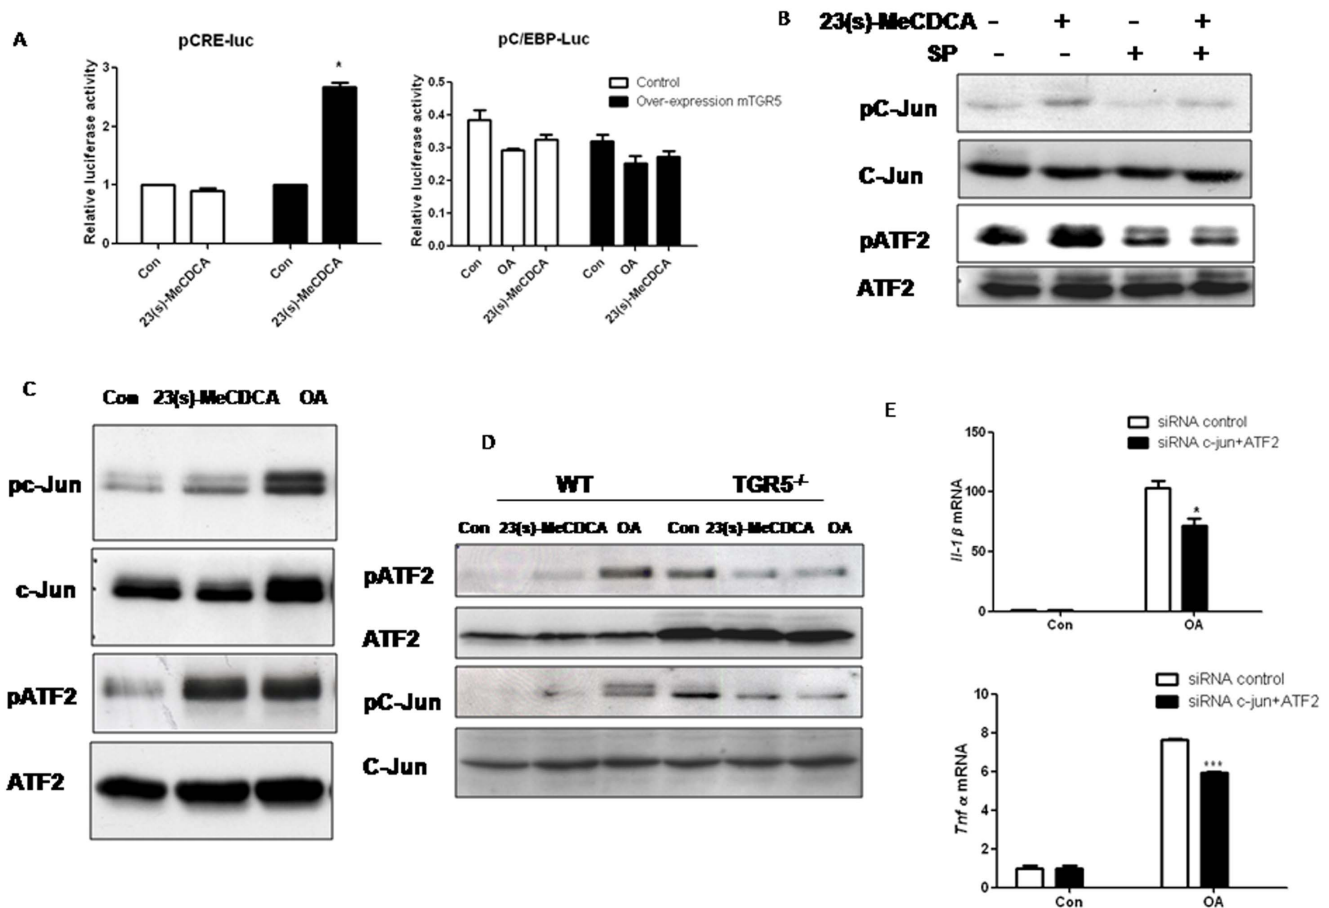 A
pCRE-luc
Relative luciferase activity
3
2
1
0
*
Con
23(s)-MeCDCA
Con
23(s)-MeCDCA
pC/EBP-Luc
Relative luciferase activity
0.5
0.4
0.3
0.2
0.1
0.0
Control
Over-expression mTGR5
Con
OA
23(s)-MeCDCA
Con
OA
23(s)-MeCDCA
B
23(s)-MeCDCA - + - +
SP - - + +
pC-Jun
C-Jun
pATF2
ATF2
C
Con 23(s)-MeCDCA OA
pc-Jun
c-Jun
pATF2
ATF2
D
WT TGR5-/-
Con 23(s)-MeCDCA OA Con 23(s)-MeCDCA OA
pATF2
ATF2
pC-Jun
C-Jun
E
siRNA control
siRNA c-jun+ATF2
Il-1 β mRNA
150
100
50
0
*
Con OA
siRNA control
siRNA c-jun+ATF2
Tnf α mRNA
10
8
6
4
2
0
***
Con OA